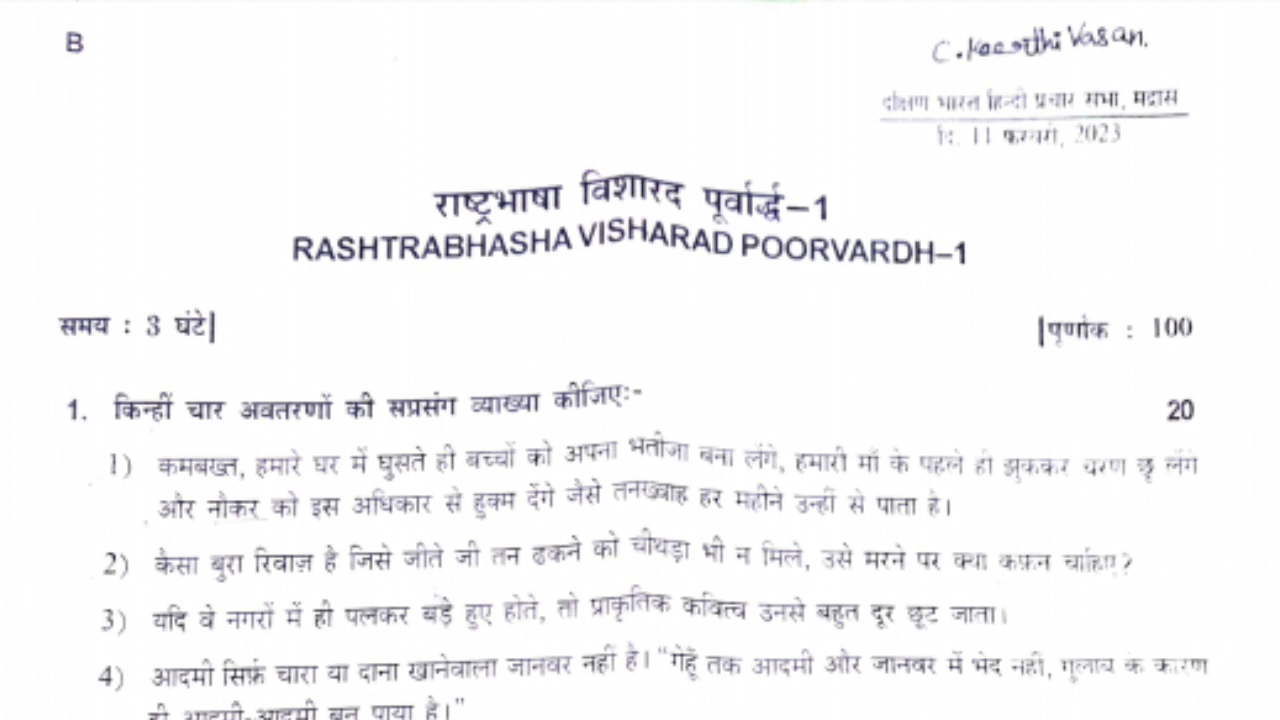 B
C. Keerthi Vasan.
दक्षिण भारत हिन्दी प्रचार सभा, मद्रास
दि. 11 फरवरी, 2023
राष्ट्रभाषा विशारद पूर्वार्द्ध–1
RASHTRABHASHA VISHARAD POORVARDH–1
समय : 3 घंटे|
|पूर्णांक : 100
1. किन्हीं चार अवतरणों की सप्रसंग व्याख्या कीजिएः-
20
1) कमबख्त, हमारे घर में घुसते ही बच्चों को अपना भतीजा बना लेंगे, हमारी माँ के पहले ही झुककर चरण छू लेंगे
और नौकर को इस अधिकार से हुक्म देंगे जैसे तनख्वाह हर महीने उन्हीं से पाता है।
2) कैसा बुरा रिवाज़ है जिसे जीते जी तन ढकने को चीथड़ा भी न मिले, उसे मरने पर क्या कफ़न चाहिए?
3) यदि वे नगरों में ही पलकर बड़े हुए होते, तो प्राकृतिक कवित्व उनसे बहुत दूर छूट जाता।
4) आदमी सिर्फ़ चारा या दाना खानेवाला जानवर नहीं है। "गेहूँ तक आदमी और जानवर में भेद नहीं, गुलाब के कारण
ही आदमी-आदमी बन पाया है।"